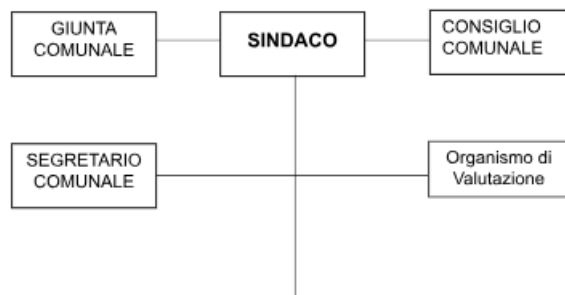 GIUNTA
COMUNALE
SINDACO
CONSIGLIO
COMUNALE
SEGRETARIO
COMUNALE
Organismo di
Valutazione